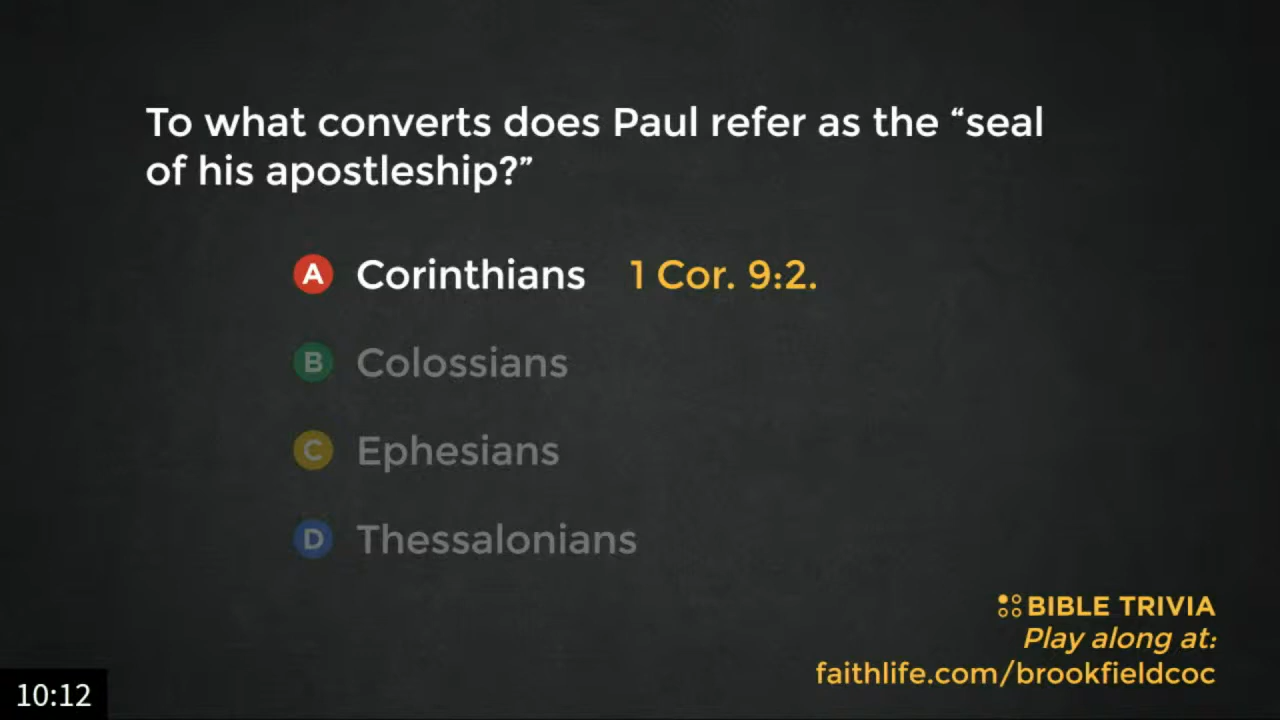 To what converts does Paul refer as the “seal
of his apostleship?”
A Corinthians 1 Cor. 9:2.
B Colossians
C Ephesians
D Thessalonians
BIBLE TRIVIA
Play along at:
faithlife.com/brookfieldcoc
10:12